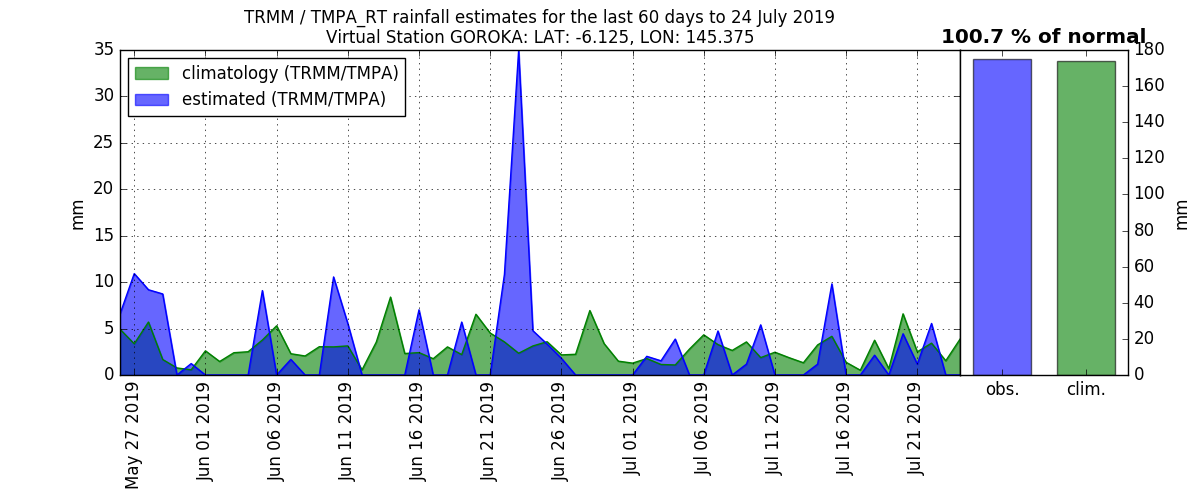 TRMM / TMPA_RT rainfall estimates for the last 60 days to 24 July 2019
Virtual Station GOROKA: LAT: -6.125, LON: 145.375
100.7 % of normal
climatology (TRMM/TMPA)
estimated (TRMM/TMPA)
mm
35
30
25
20
15
10
5
0
May 27 2019
Jun 01 2019
Jun 06 2019
Jun 11 2019
Jun 16 2019
Jun 21 2019
Jun 26 2019
Jul 01 2019
Jul 06 2019
Jul 11 2019
Jul 16 2019
Jul 21 2019
obs.
clim.
180
160
140
120
100
80
60
40
20
0
mm